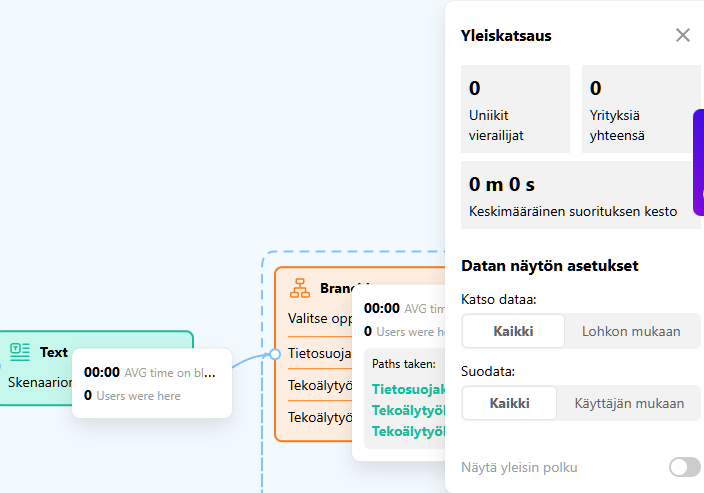 Yleiskatsaus
0
Uniikit
vierailijat
0
Yrityksiä
yhteensä
0 m 0 s
Keskimääräinen suorituksen kesto
Datan näytön asetukset
Katso dataa:
Kaikki
Lohkon mukaan
Suodata:
Kaikki
Käyttäjän mukaan
Näytä yleisin polku
Text
Skenaarion
00:00 AVG time on bl...
0 Users were here
Valitse opp
Tietosuoja
Tekoälytyö
Tekoälytyö
00:00 AVG tim
0 Users were he
Paths taken:
Tietosuojak
Tekoälytyöl
Tekoälytyöl